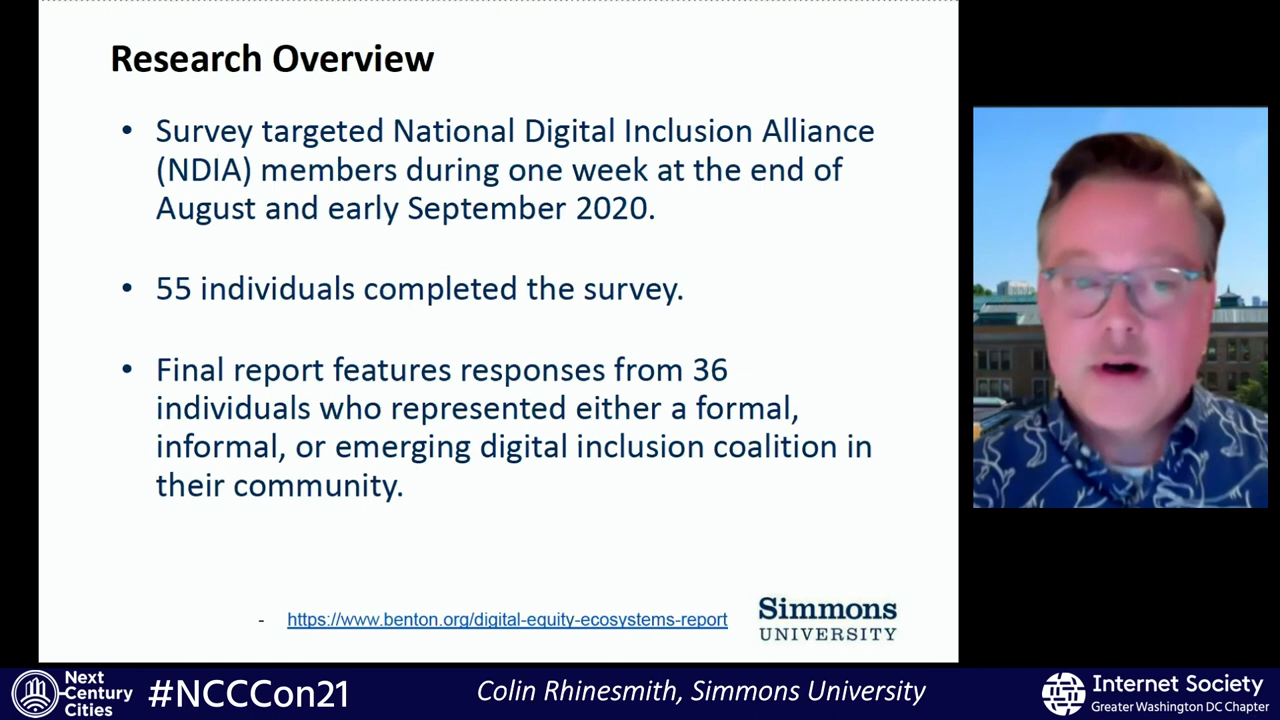 Research Overview
• Survey targeted National Digital Inclusion Alliance
(NDIA) members during one week at the end of
August and early September 2020.
• 55 individuals completed the survey.
• Final report features responses from 36
individuals who represented either a formal,
informal, or emerging digital inclusion coalition in
their community.
- https://www.benton.org/digital-equity-ecosystems-report
Simmons
UNIVERSITY
Next
Century
Cities
#NCCCon21
Colin Rhinesmith, Simmons University
Internet Society
Greater Washington DC Chapter